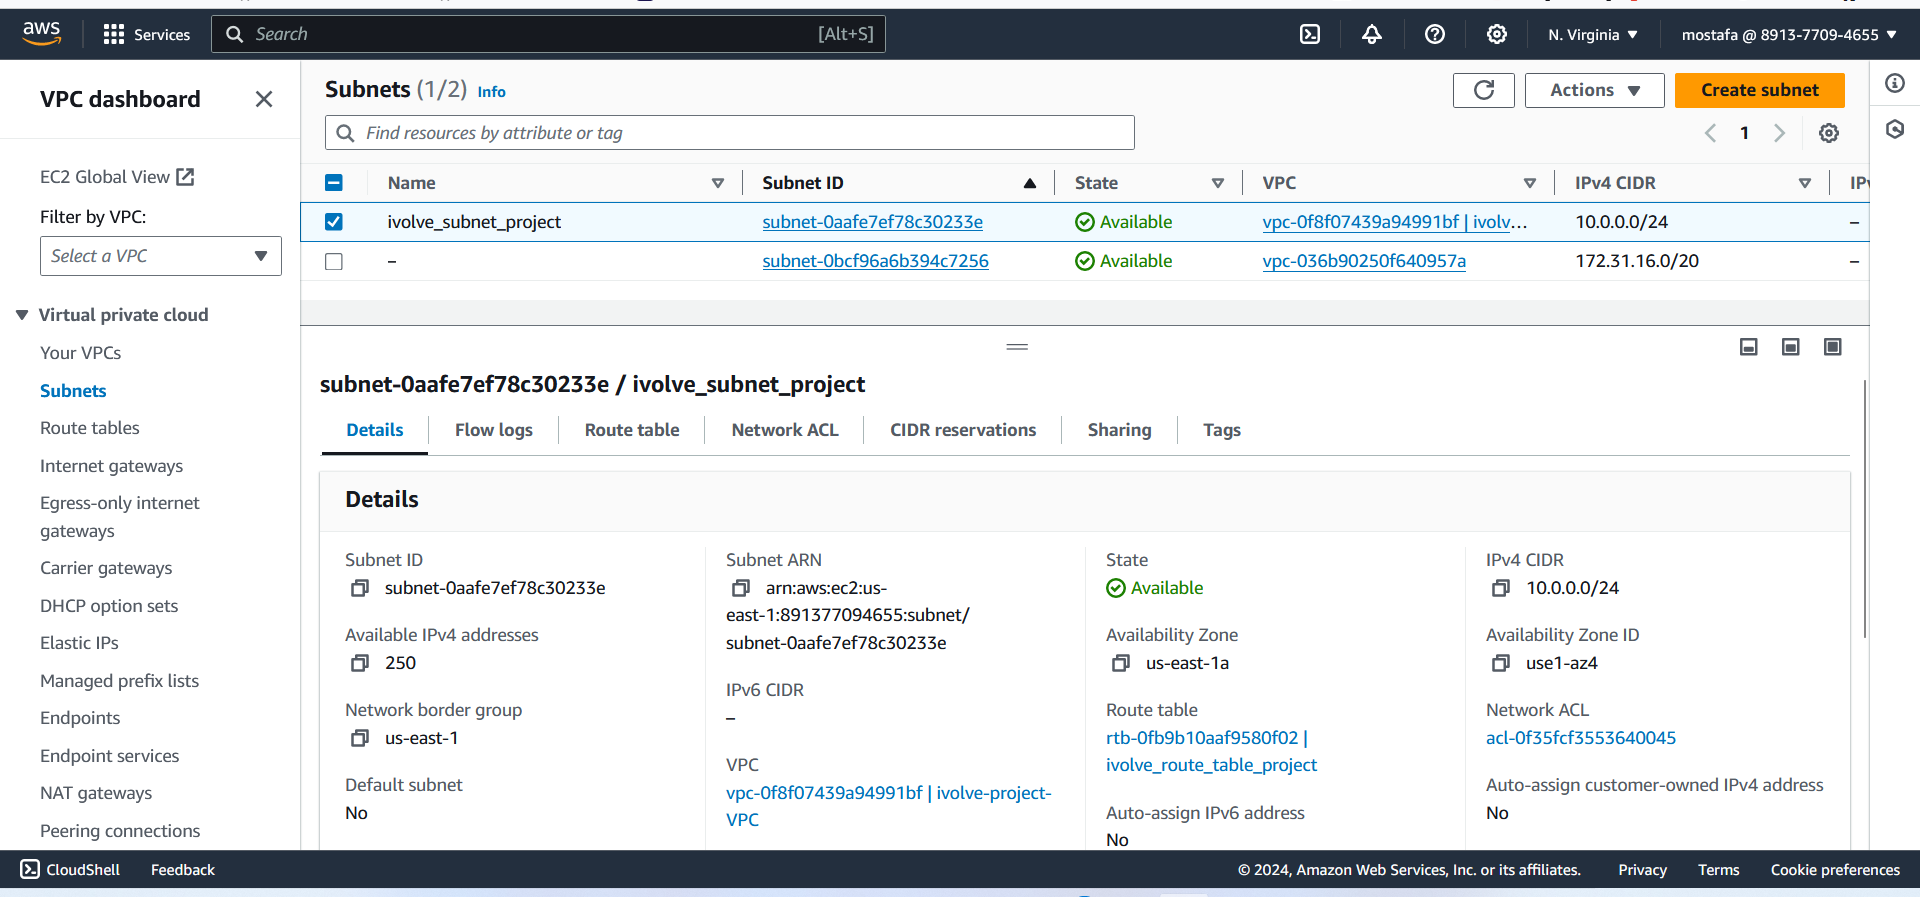 aws
Services
Search
[Alt+S]
N. Virginia
mostafa @ 8913-7709-4655
VPC dashboard
EC2 Global View
Filter by VPC:
Select a VPC
Virtual private cloud
Your VPCs
Subnets
Route tables
Internet gateways
Egress-only internet
gateways
Carrier gateways
DHCP option sets
Elastic IPs
Managed prefix lists
Endpoints
Endpoint services
NAT gateways
Peering connections
Subnets (1/2) Info
Actions
Create subnet
Find resources by attribute or tag
1
Name Subnet ID State VPC IPv4 CIDR
ivolve_subnet_project subnet-0aafe7ef78c30233e Available vpc-0f8f07439a94991bf | ivolv... 10.0.0.0/24 –
– subnet-0bcf96a6b394c7256 Available vpc-036b90250f640957a 172.31.16.0/20 –
subnet-0aafe7ef78c30233e / ivolve_subnet_project
Details Flow logs Route table Network ACL CIDR reservations Sharing Tags
Details
Subnet ID
subnet-0aafe7ef78c30233e
Available IPv4 addresses
250
Network border group
us-east-1
Default subnet
No
Subnet ARN
arn:aws:ec2:us-
east-1:891377094655:subnet/
subnet-0aafe7ef78c30233e
IPv6 CIDR
–
VPC
vpc-0f8f07439a94991bf | ivolve-project-
VPC
State
Available
Availability Zone
us-east-1a
Route table
rtb-0fb9b10aaf9580f02 |
ivolve_route_table_project
Auto-assign IPv6 address
No
IPv4 CIDR
10.0.0.0/24
Availability Zone ID
use1-az4
Network ACL
acl-0f35fcf3553640045
Auto-assign customer-owned IPv4 address
No
CloudShell
Feedback
© 2024, Amazon Web Services, Inc. or its affiliates.
Privacy
Terms
Cookie preferences